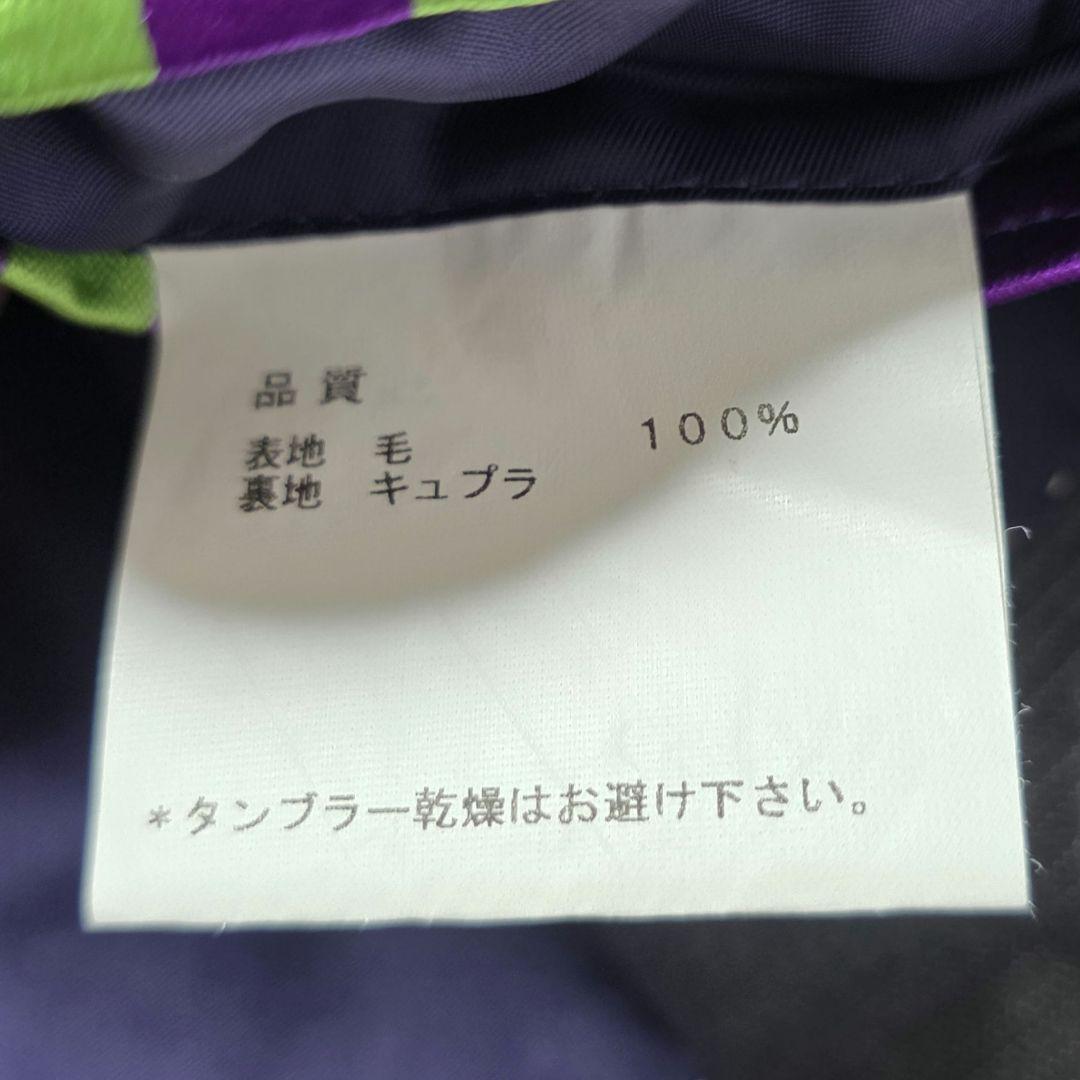 品 質
表地 毛 100%
裏地 キュプラ
*タンブラー乾燥はお避け下さい。